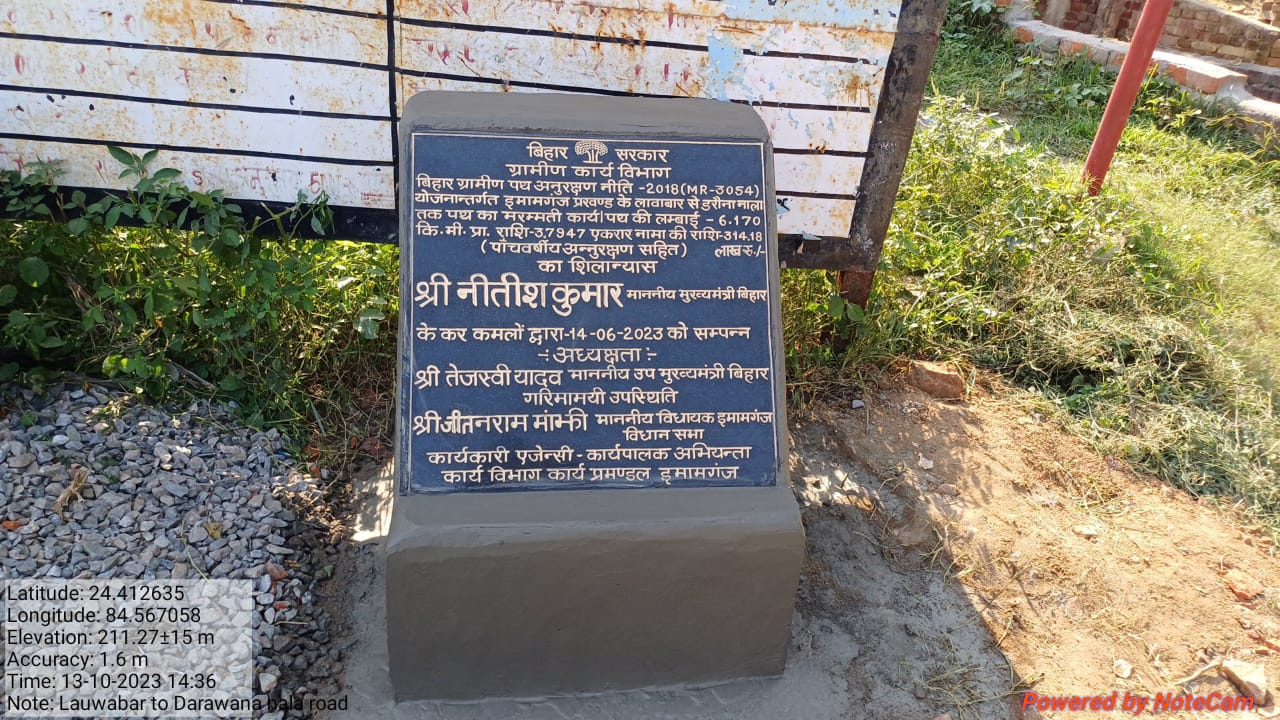 बिहार सरकार
ग्रामीण कार्य विभाग
बिहार ग्रामीण पथ अनुरक्षण नीति -2018(MR-3054)
योजनान्तर्गत इमामगंज प्रखण्ड के लावाबार से डरीनानाला
तक पथ का मरम्मती कार्य।पथ की लम्बाई - 6.170
कि.मी. प्रा. राशि-3,7947 एकरार नामा की राशि-314.18
(पाँचवर्षीय अन्नुरक्षण सहित) लाख रु./-
का शिलान्यास
श्री नीतीश कुमार माननीय मुख्यमंत्री बिहार
के कर कमलों द्वारा-14-06-2023 को सम्पन्न
-: अध्यक्षता :-
श्री तेजस्वी यादव माननीय उप मुख्यमंत्री बिहार
गरिमामयी उपस्थिति
श्री जीतनराम मांझी माननीय विधायक इमामगंज
विधान सभा
कार्यकारी एजेन्सी - कार्यपालक अभियन्ता
कार्य विभाग कार्य प्रमण्डल इमामगंज
Latitude: 24.412635
Longitude: 84.567058
Elevation: 211.27±15 m
Accuracy: 1.6 m
Time: 13-10-2023 14:36
Note: Lauwabar to Darawana bala road
Powered by NoteCam